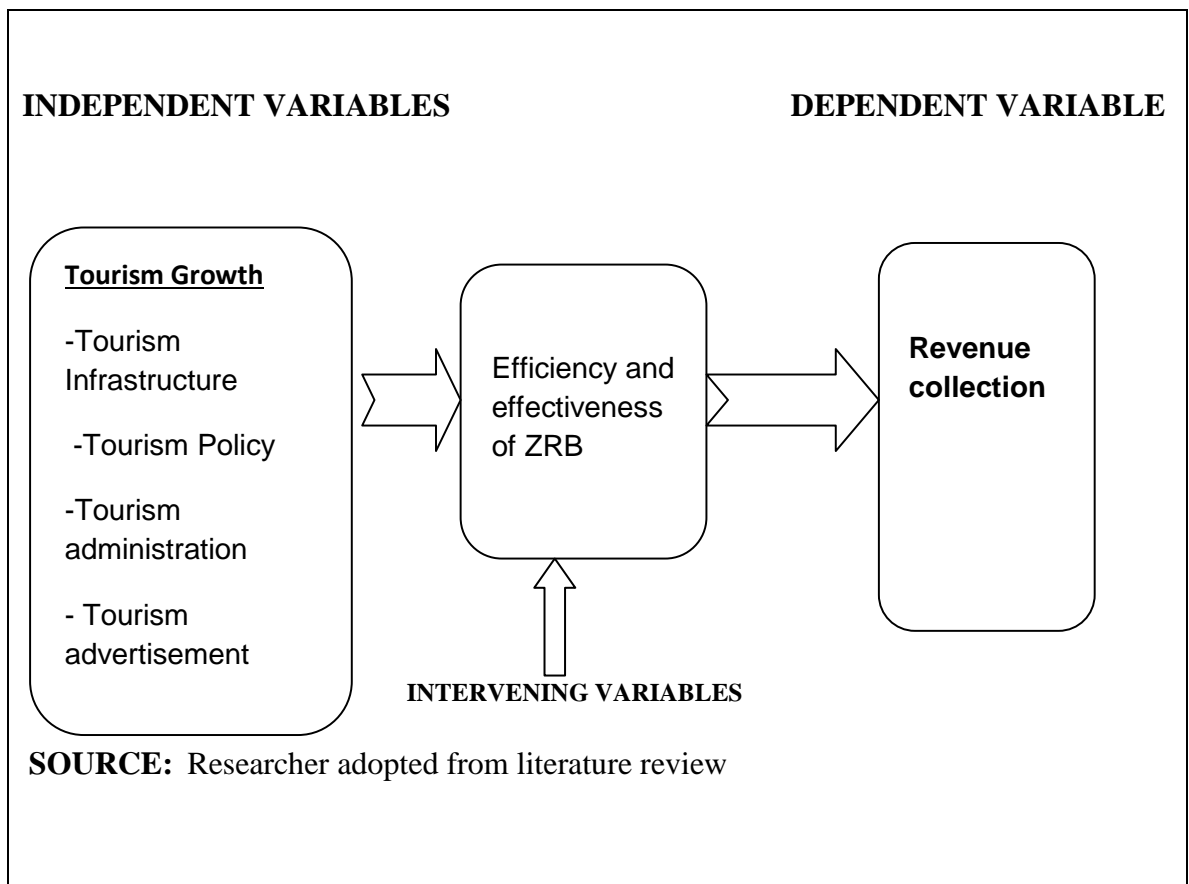 INDEPENDENT VARIABLES
DEPENDENT VARIABLE
Tourism Growth
-Tourism
Infrastructure
-Tourism Policy
-Tourism
administration
- Tourism
advertisement
Efficiency and
effectiveness
of ZRB
Revenue
collection
INTERVENING VARIABLES
SOURCE: Researcher adopted from literature review